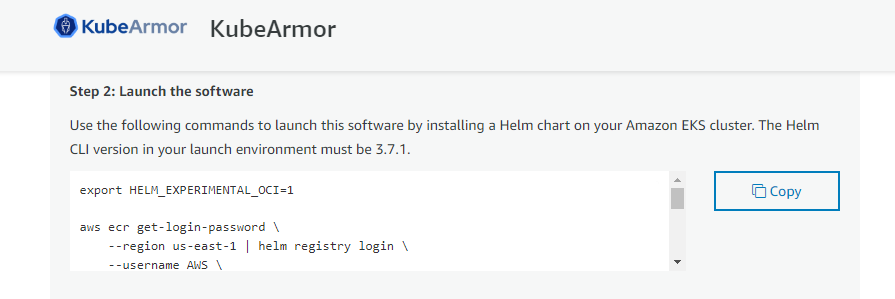 KubeArmor KubeArmor
Step 2: Launch the software
Use the following commands to launch this software by installing a Helm chart on your Amazon EKS cluster. The Helm
CLI version in your launch environment must be 3.7.1.
export HELM_EXPERIMENTAL_OCI=1
Copy
aws ecr get-login-password \
--region us-east-1 | helm registry login \
--username AWS \